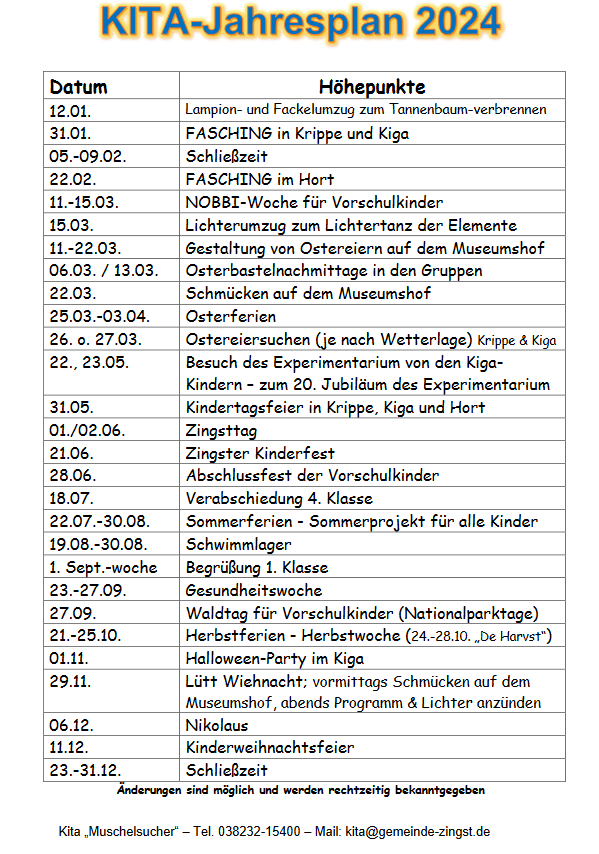 KITA-Jahresplan 2024
Datum Höhepunkte
12.01. Lampion- und Fackelumzug zum Tannenbaum-verbrennen
31.01. FASCHING in Krippe und Kiga
05.-09.02. Schließzeit
22.02. FASCHING im Hort
11.-15.03. NOBBI-Woche für Vorschulkinder
15.03. Lichterumzug zum Lichtertanz der Elemente
11.-22.03. Gestaltung von Ostereiern auf dem Museumshof
06.03. / 13.03. Osterbastelnachmittage in den Gruppen
22.03. Schmücken auf dem Museumshof
25.03.-03.04. Osterferien
26. o. 27.03. Ostereiersuchen (je nach Wetterlage) Krippe & Kiga
22., 23.05. Besuch des Experimentarium von den Kiga-
Kindern – zum 20. Jubiläum des Experimentarium
31.05. Kindertagsfeier in Krippe, Kiga und Hort
01./02.06. Zingsttag
21.06. Zingster Kinderfest
28.06. Abschlussfest der Vorschulkinder
18.07. Verabschiedung 4. Klasse
22.07.-30.08. Sommerferien - Sommerprojekt für alle Kinder
19.08.-30.08. Schwimmlager
1. Sept.-woche Begrüßung 1. Klasse
23.-27.09. Gesundheitswoche
27.09. Waldtag für Vorschulkinder (Nationalparktage)
21.-25.10. Herbstferien - Herbstwoche (24.-28.10. „De Harvst“)
01.11. Halloween-Party im Kiga
29.11. Lütt Wiehnacht; vormittags Schmücken auf dem
Museumshof, abends Programm & Lichter anzünden
06.12. Nikolaus
11.12. Kinderweihnachtsfeier
23.-31.12. Schließzeit
Änderungen sind möglich und werden rechtzeitig bekanntgegeben
Kita „Muschelsucher“ – Tel. 038232-15400 – Mail: kita@gemeinde-zingst.de